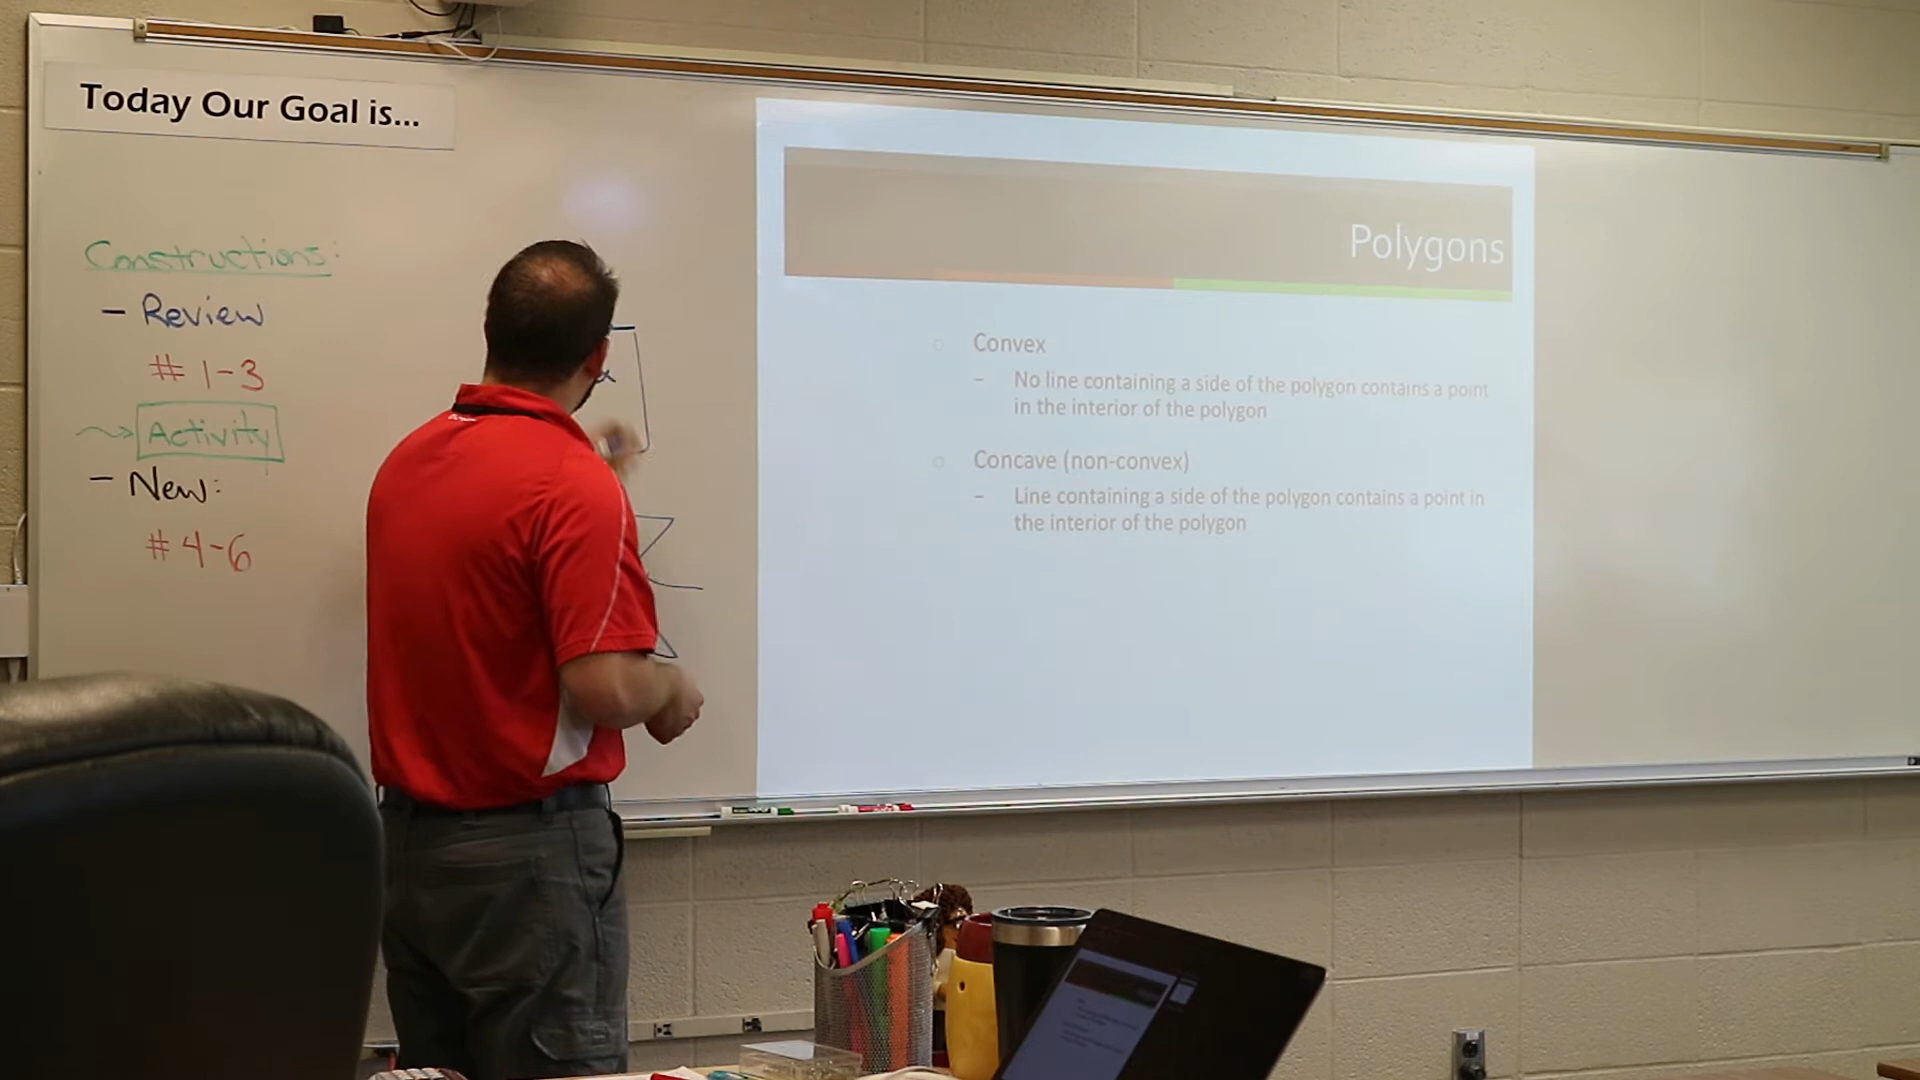 Today Our Goal is...
Constructions:
- Review
# 1-3
Activity
- New:
# 4-6
Polygons
Convex
- No line containing a side of the polygon contains a point
in the interior of the polygon
Concave (non-convex)
- Line containing a side of the polygon contains a point in
the interior of the polygon